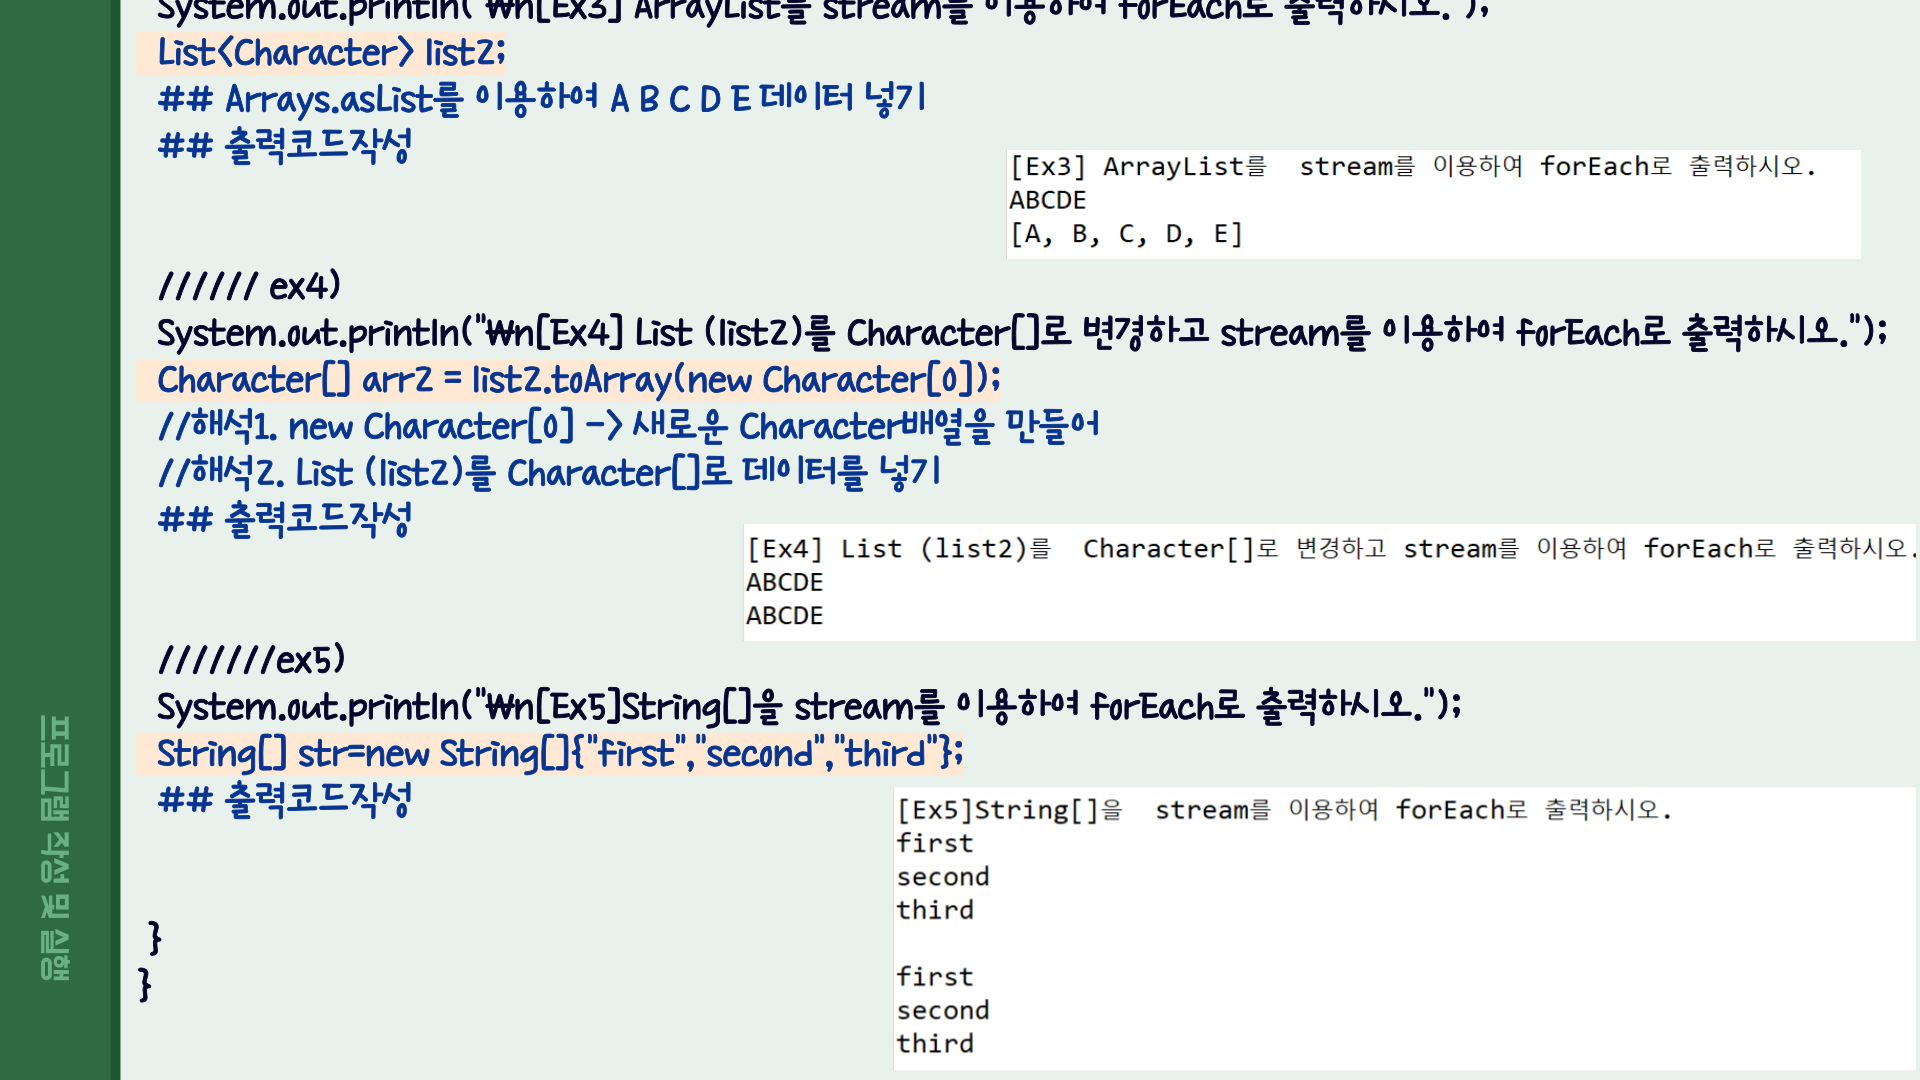 System.out.println("₩n[Ex3] ArrayList를 stream를 이용하여 forEach로 출력하시오.");
List<Character> list2;
## Arrays.asList를 이용하여 A B C D E 데이터 넣기
## 출력코드작성
[Ex3] ArrayList를  stream를 이용하여 forEach로 출력하시오.
ABCDE
[A, B, C, D, E]
////// ex4)
System.out.println("₩n[Ex4] List (list2)를 Character[]로 변경하고 stream를 이용하여 forEach로 출력하시오.");
Character[] arr2 = list2.toArray(new Character[0]);
//해석1. new Character[0] -> 새로운 Character배열을 만들어
//해석2. List (list2)를 Character[]로 데이터를 넣기
## 출력코드작성
[Ex4] List (list2)를  Character[]로 변경하고 stream를 이용하여 forEach로 출력하시오.
ABCDE
ABCDE
///////ex5)
System.out.println("₩n[Ex5]String[]을 stream를 이용하여 forEach로 출력하시오.");
String[] str=new String[]{"first","second","third"};
## 출력코드작성
[Ex5]String[]을  stream를 이용하여 forEach로 출력하시오.
first
second
third
first
second
third
}
}
프로그램 작성 및 실행